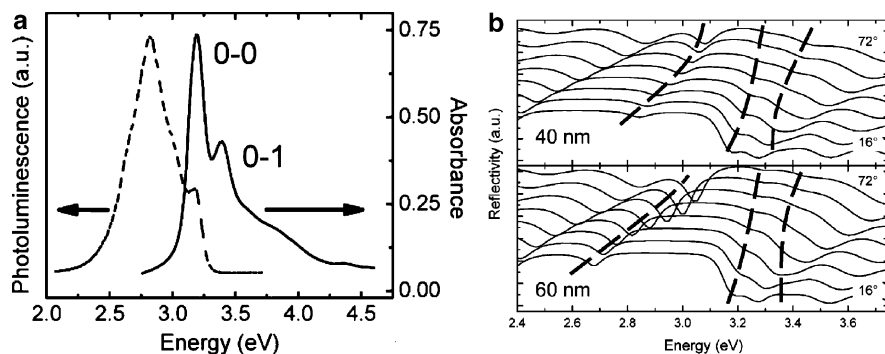 a
Photoluminescence (a.u.)
0-0
0-1
0.75
0.50
0.25
0.00
Absorbance
2.0 2.5 3.0 3.5 4.0 4.5
Energy (eV)
b
Reflectivity (a.u.)
72°
40 nm
16°
72°
60 nm
16°
2.4 2.6 2.8 3.0 3.2 3.4 3.6
Energy (eV)